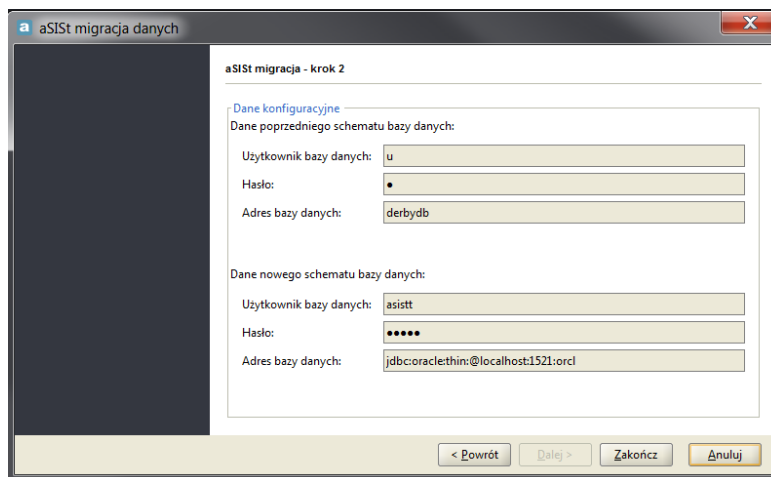 a aSISt migracja danych X
aSISt migracja - krok 2
Dane konfiguracyjne
Dane poprzedniego schematu bazy danych:
Użytkownik bazy danych: u
Hasło: ●
Adres bazy danych: derbydb
Dane nowego schematu bazy danych:
Użytkownik bazy danych: asistt
Hasło: ●●●●●
Adres bazy danych: jdbc:oracle:thin:@localhost:1521:orcl
< Powrót Dalej > Zakończ Anuluj